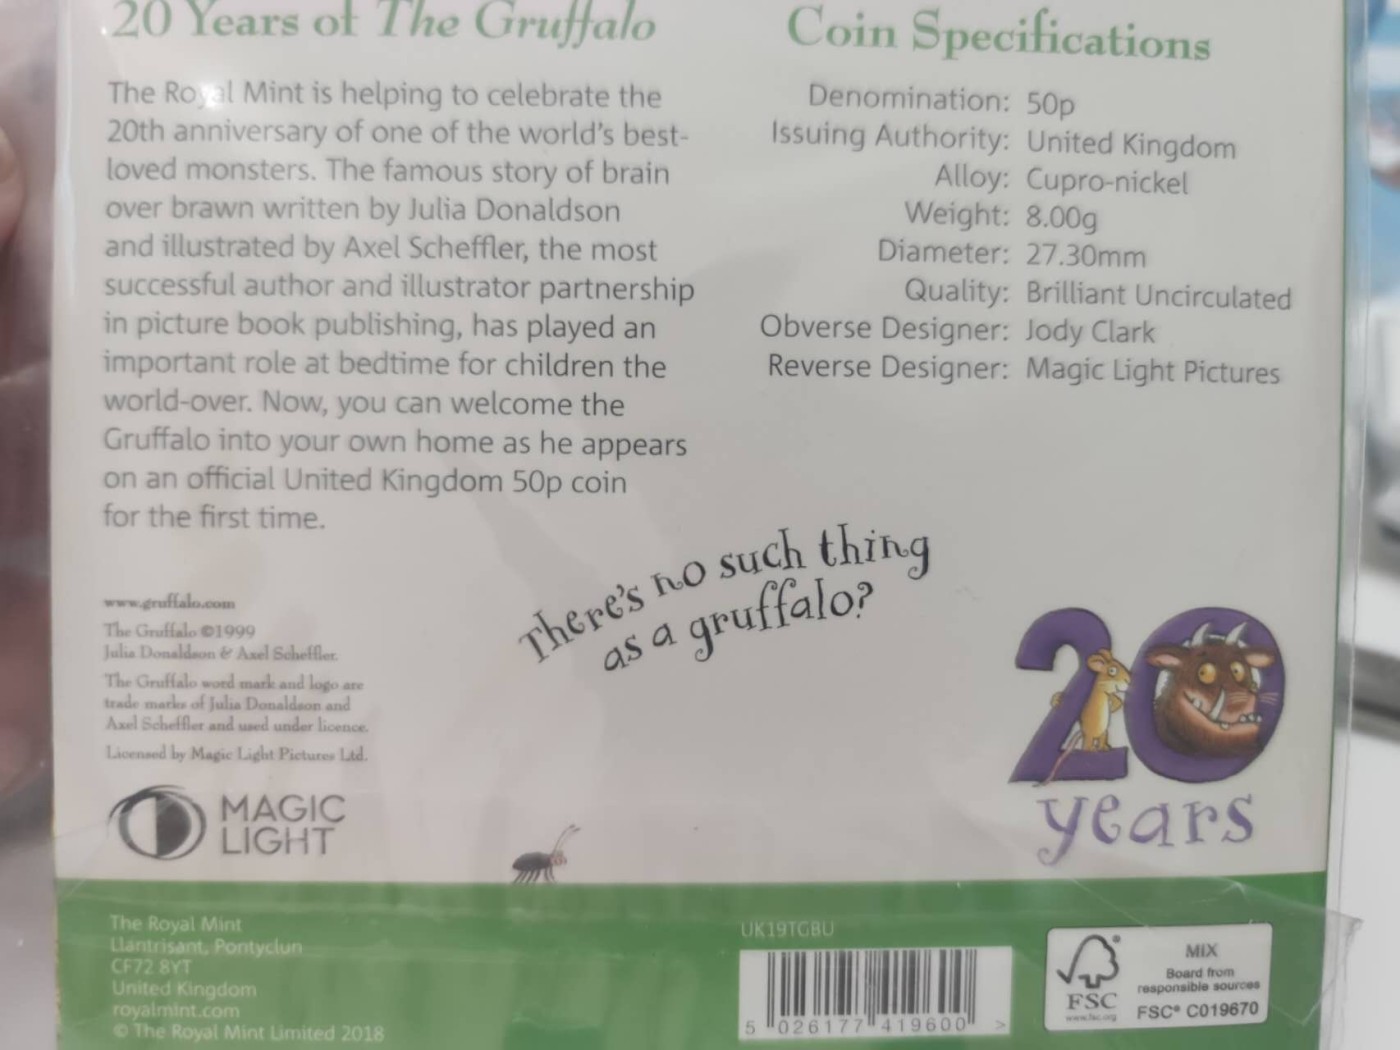 20 Years of The Gruffalo
The Royal Mint is helping to celebrate the
20th anniversary of one of the world's best-
loved monsters. The famous story of brain
over brawn written by Julia Donaldson
and illustrated by Axel Scheffler, the most
successful author and illustrator partnership
in picture book publishing, has played an
important role at bedtime for children the
world-over. Now, you can welcome the
Gruffalo into your own home as he appears
on an official United Kingdom 50p coin
for the first time.
Coin Specifications
Denomination: 50p
Issuing Authority: United Kingdom
Alloy: Cupro-nickel
Weight: 8.00g
Diameter: 27.30mm
Quality: Brilliant Uncirculated
Obverse Designer: Jody Clark
Reverse Designer: Magic Light Pictures
There's no such thing
as a gruffalo?
www.gruffalo.com
The Gruffalo ©1999
Julia Donaldson & Axel Scheffler.
The Gruffalo word mark and logo are
trade marks of Julia Donaldson and
Axel Scheffler and used under licence.
Licensed by Magic Light Pictures Ltd.
MAGIC
LIGHT
20
years
The Royal Mint
Llantrisant, Pontyclun
CF72 8YT
United Kingdom
royalmint.com
© The Royal Mint Limited 2018
UK19TGBU
5 026177 419600 >
FSC
www.fsc.org
MIX
Board from
responsible sources
FSC® C019670